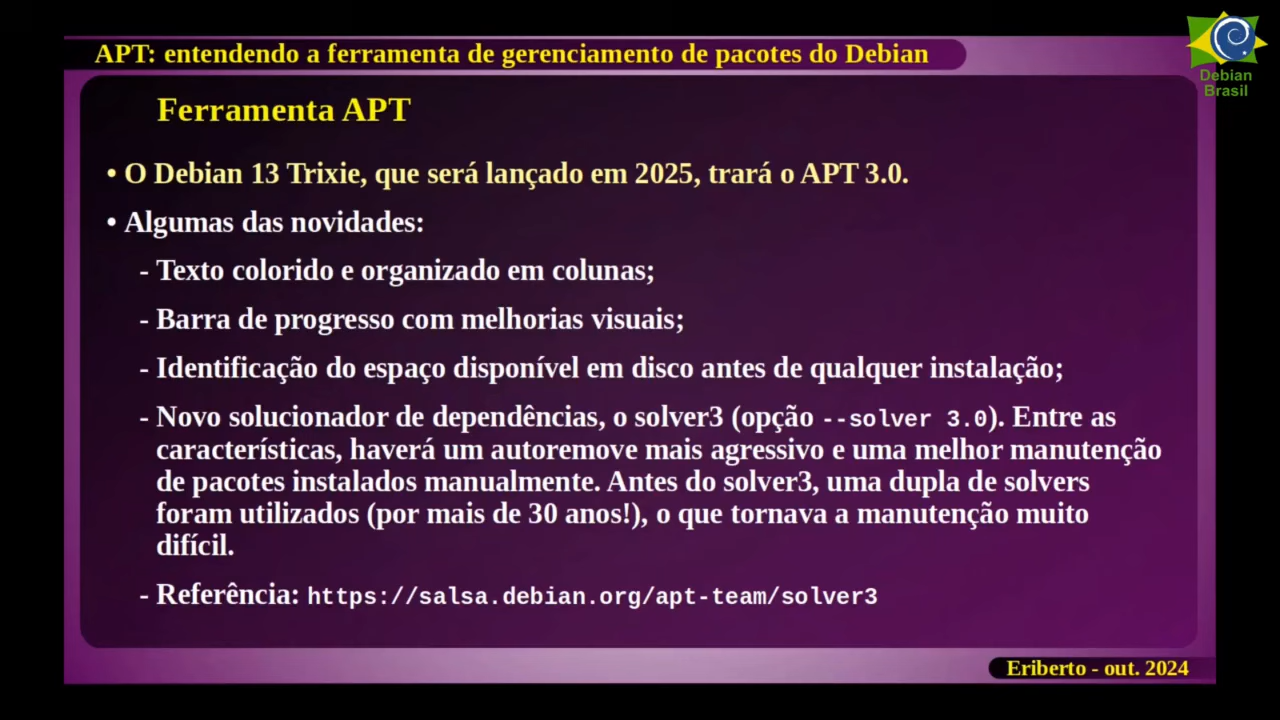 APT: entendendo a ferramenta de gerenciamento de pacotes do Debian
Debian
Brasil
Ferramenta APT
• O Debian 13 Trixie, que será lançado em 2025, trará o APT 3.0.
• Algumas das novidades:
- Texto colorido e organizado em colunas;
- Barra de progresso com melhorias visuais;
- Identificação do espaço disponível em disco antes de qualquer instalação;
- Novo solucionador de dependências, o solver3 (opção --solver 3.0). Entre as
características, haverá um autoremove mais agressivo e uma melhor manutenção
de pacotes instalados manualmente. Antes do solver3, uma dupla de solvers
foram utilizados (por mais de 30 anos!), o que tornava a manutenção muito
difícil.
- Referência: https://salsa.debian.org/apt-team/solver3
Eriberto - out. 2024